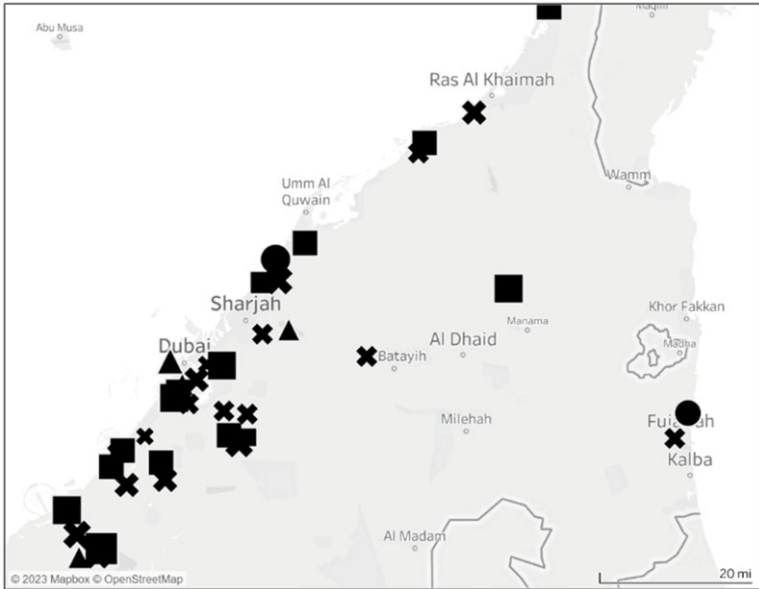 Abu Musa
Ras Al Khaimah
Wamm
Umm Al
Quwain
Sharjah
Khor Fakkan
Manama
Dubai
Al Dhaid
Madha
Batayih
Milehah
Kalba
Al Madam
© 2023 Mapbox © OpenStreetMap
20 mi